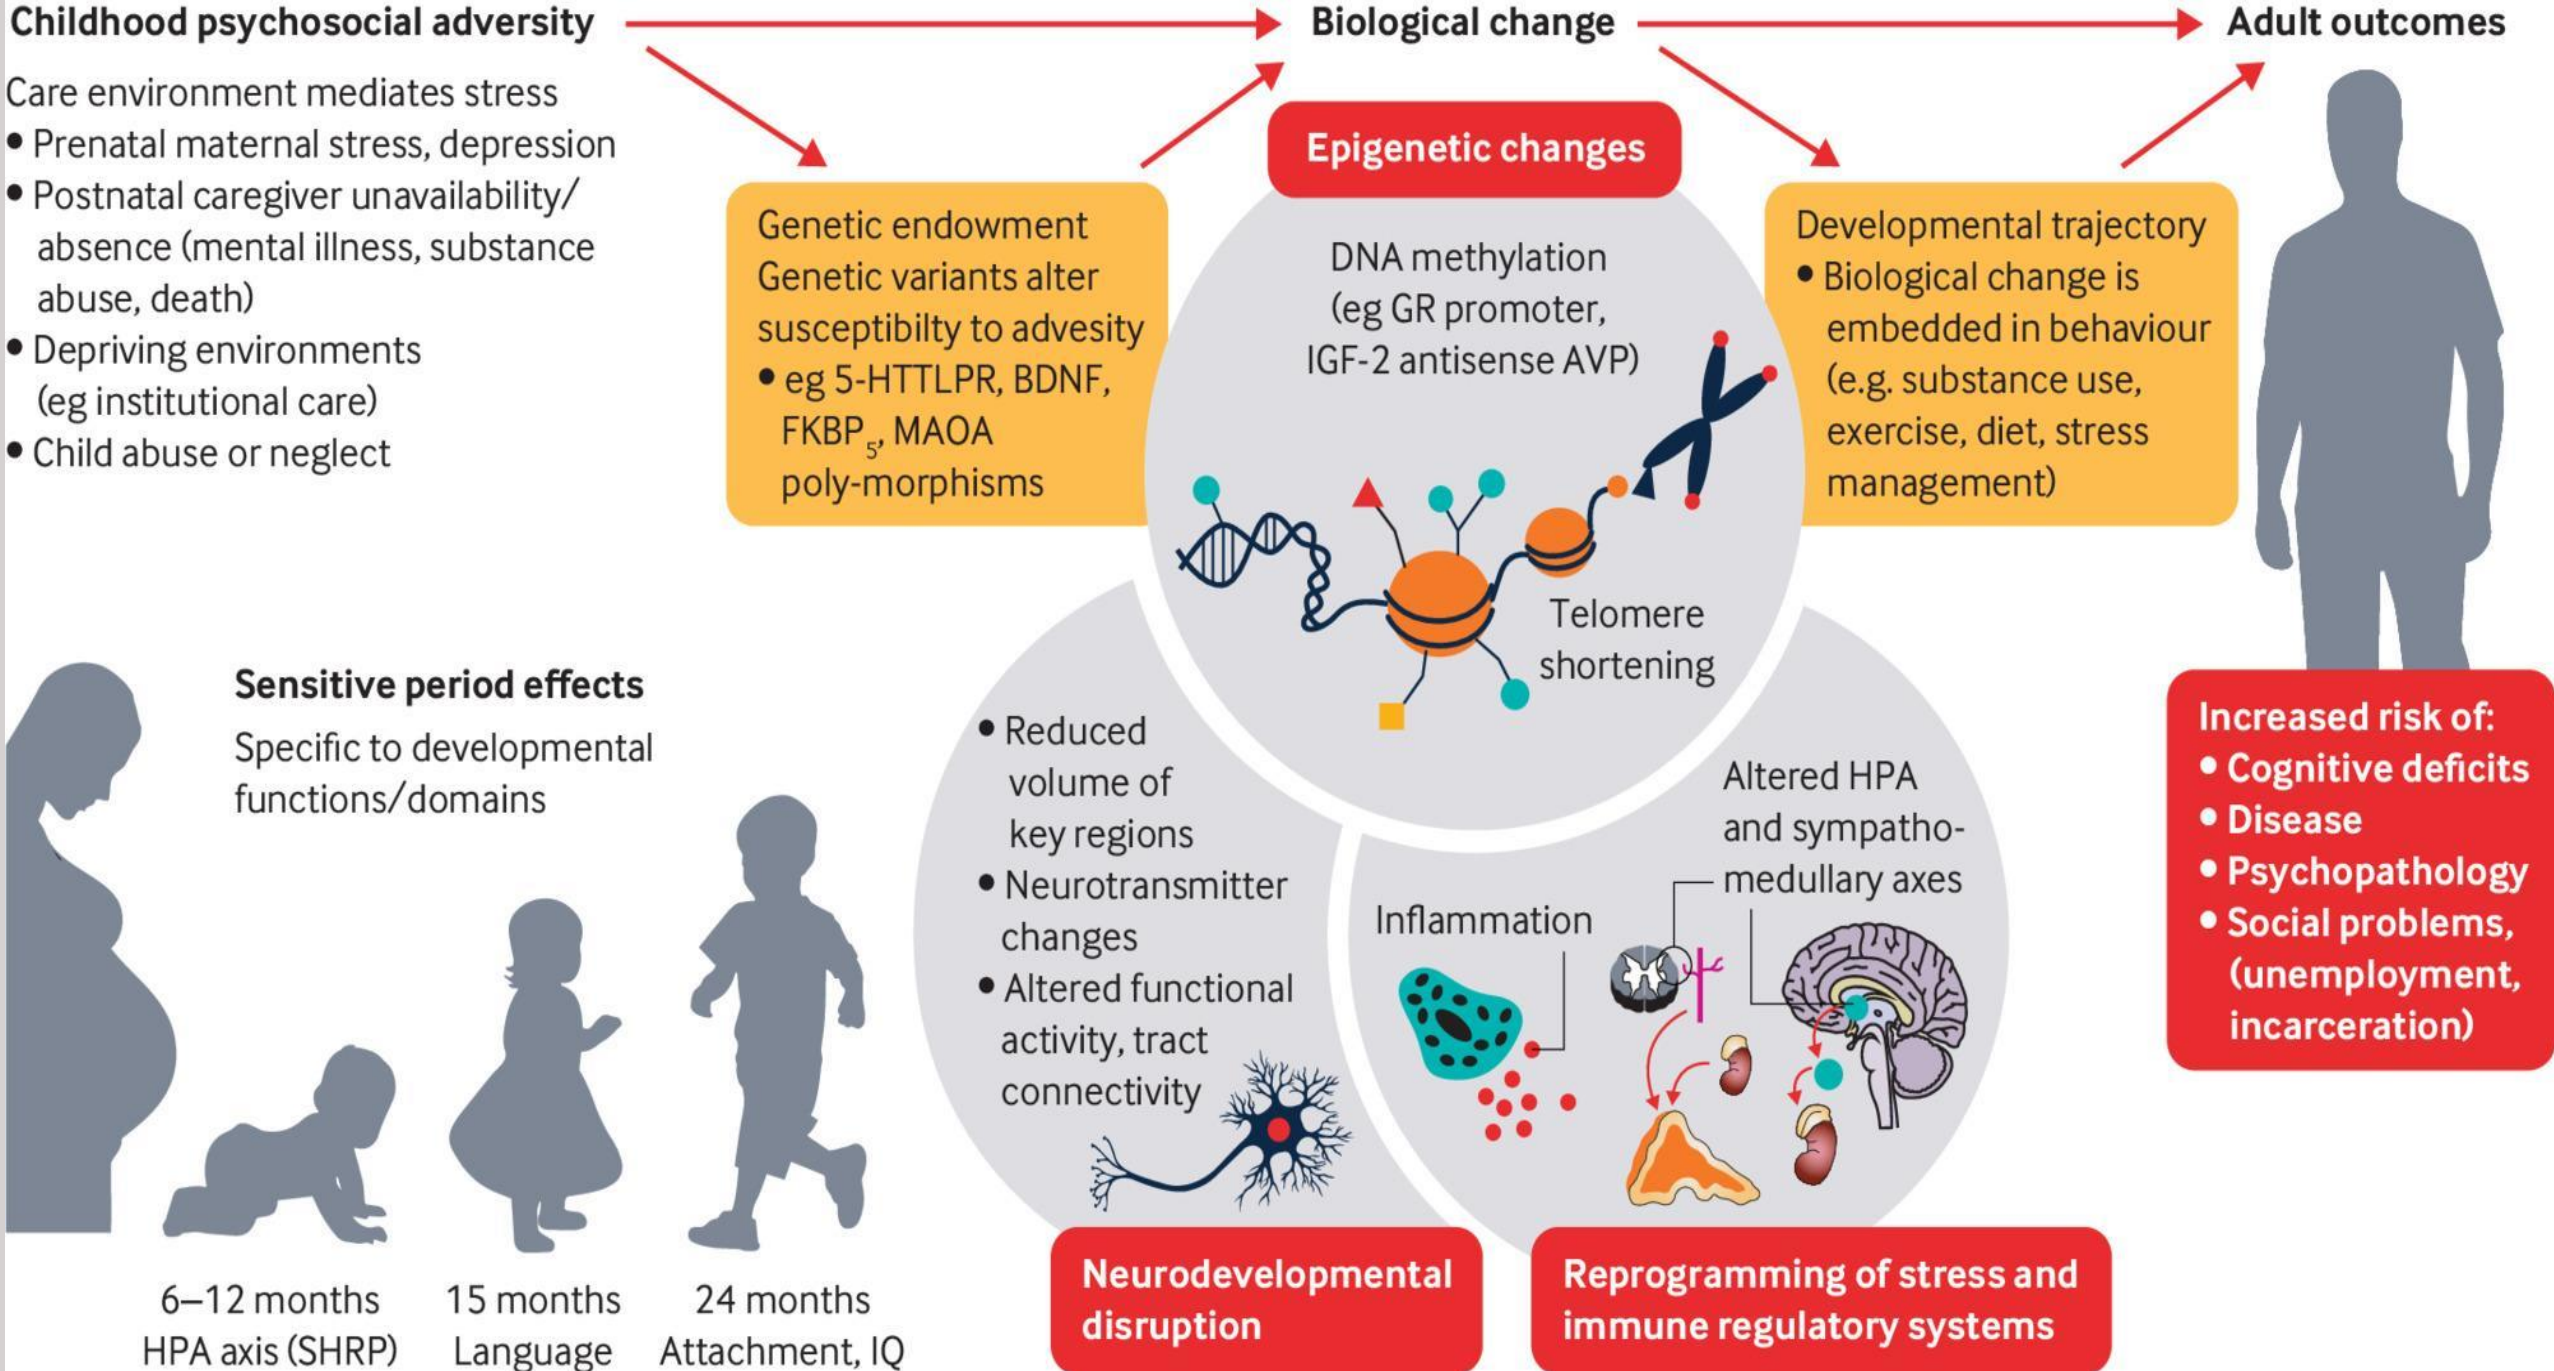 Childhood psychosocial adversity
Care environment mediates stress
• Prenatal maternal stress, depression
• Postnatal caregiver unavailability/
absence (mental illness, substance
abuse, death)
• Depriving environments
(eg institutional care)
• Child abuse or neglect
Genetic endowment
Genetic variants alter
susceptibilty to advesity
• eg 5-HTTLPR, BDNF,
FKBP5, MAOA
poly-morphisms
Biological change
Epigenetic changes
DNA methylation
(eg GR promoter,
IGF-2 antisense AVP)
Telomere
shortening
Developmental trajectory
• Biological change is
embedded in behaviour
(e.g. substance use,
exercise, diet, stress
management)
Adult outcomes
Sensitive period effects
Specific to developmental
functions/domains
6–12 months
HPA axis (SHRP)
15 months
Language
24 months
Attachment, IQ
• Reduced
volume of
key regions
• Neurotransmitter
changes
• Altered functional
activity, tract
connectivity
Neurodevelopmental
disruption
Inflammation
Altered HPA
and sympatho-
medullary axes
Reprogramming of stress and
immune regulatory systems
Increased risk of:
• Cognitive deficits
• Disease
• Psychopathology
• Social problems,
(unemployment,
incarceration)